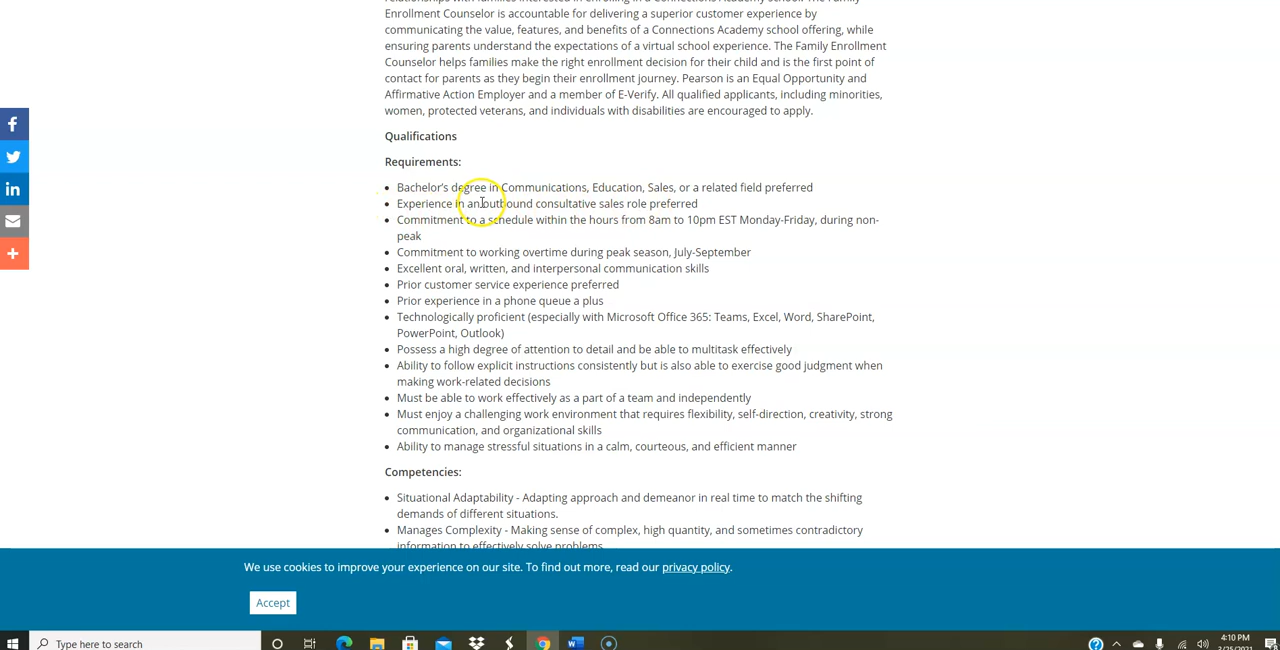 Enrollment Counselor is accountable for delivering a superior customer experience by
communicating the value, features, and benefits of a Connections Academy school offering, while
ensuring parents understand the expectations of a virtual school experience. The Family Enrollment
Counselor helps families make the right enrollment decision for their child and is the first point of
contact for parents as they begin their enrollment journey. Pearson is an Equal Opportunity and
Affirmative Action Employer and a member of E-Verify. All qualified applicants, including minorities,
women, protected veterans, and individuals with disabilities are encouraged to apply.
Qualifications
Requirements:
Bachelor's degree in Communications, Education, Sales, or a related field preferred
Experience in an outbound consultative sales role preferred
Commitment to a schedule within the hours from 8am to 10pm EST Monday-Friday, during non-
peak
Commitment to working overtime during peak season, July-September
Excellent oral, written, and interpersonal communication skills
Prior customer service experience preferred
Prior experience in a phone queue a plus
Technologically proficient (especially with Microsoft Office 365: Teams, Excel, Word, SharePoint,
PowerPoint, Outlook)
Possess a high degree of attention to detail and be able to multitask effectively
Ability to follow explicit instructions consistently but is also able to exercise good judgment when
making work-related decisions
Must be able to work effectively as a part of a team and independently
Must enjoy a challenging work environment that requires flexibility, self-direction, creativity, strong
communication, and organizational skills
Ability to manage stressful situations in a calm, courteous, and efficient manner
Competencies:
Situational Adaptability - Adapting approach and demeanor in real time to match the shifting
demands of different situations.
Manages Complexity - Making sense of complex, high quantity, and sometimes contradictory
information to effectively solve problems.
We use cookies to improve your experience on our site. To find out more, read our privacy policy.
Accept
Type here to search
4:10 PM